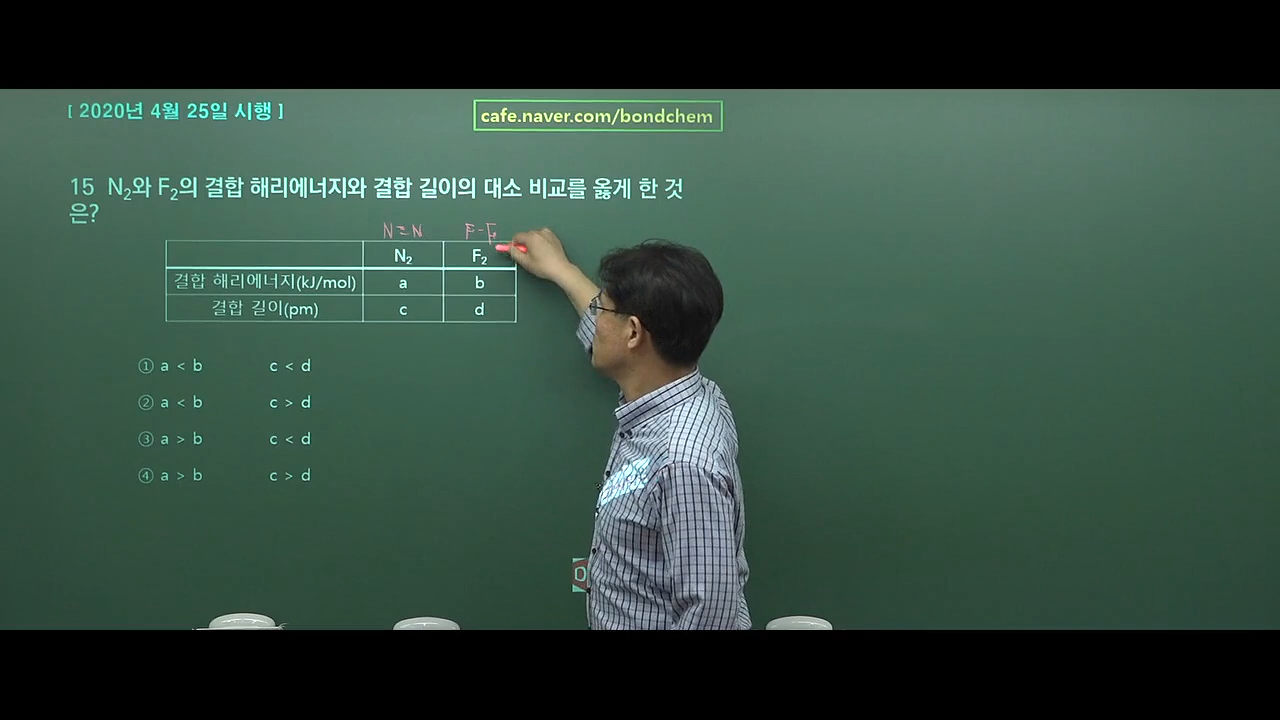 [ 2020년 4월 25일 시행 ]
cafe.naver.com/bondchem
15 N₂와 F₂의 결합 해리에너지와 결합 길이의 대소 비교를 옳게 한 것
은?
N≡N F-F
N₂ F₂
결합 해리에너지(kJ/mol) a b
결합 길이(pm) c d
① a < b c < d
② a < b c > d
③ a > b c < d
④ a > b c > d